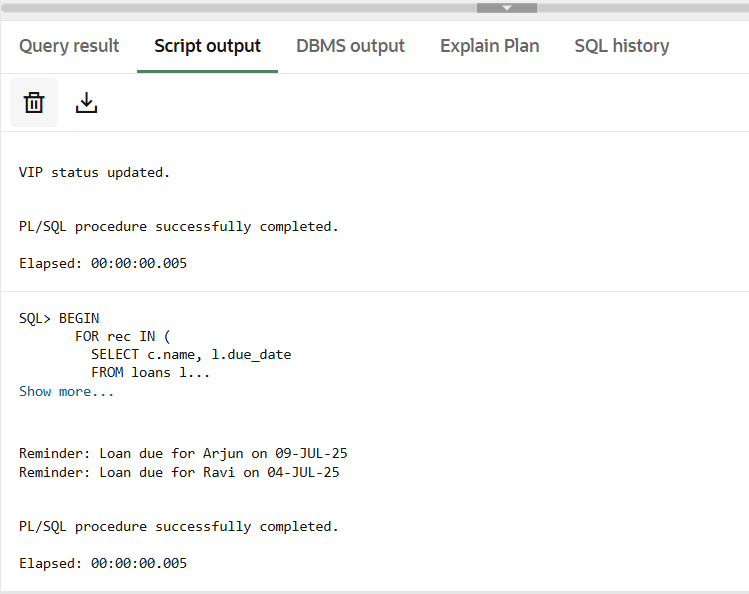 Query result Script output DBMS output Explain Plan SQL history
VIP status updated.
PL/SQL procedure successfully completed.
Elapsed: 00:00:00.005
SQL> BEGIN
FOR rec IN (
SELECT c.name, l.due_date
FROM loans l...
Show more...
Reminder: Loan due for Arjun on 09-JUL-25
Reminder: Loan due for Ravi on 04-JUL-25
PL/SQL procedure successfully completed.
Elapsed: 00:00:00.005